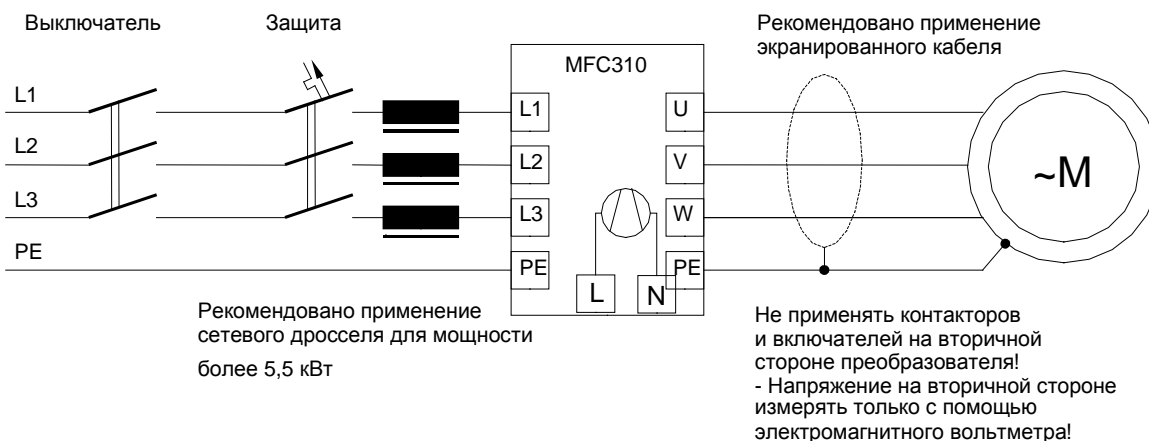 Выключатель
Защита
Рекомендовано применение
экранированного кабеля
MFC310
L1
L2
L3
PE
L1
L2
L3
PE
U
V
W
PE
L
N
~M
Рекомендовано применение
сетевого дросселя для мощности
более 5,5 кВт
Не применять контакторов
и включателей на вторичной
стороне преобразователя!
- Напряжение на вторичной стороне
измерять только с помощью
электромагнитного вольтметра!